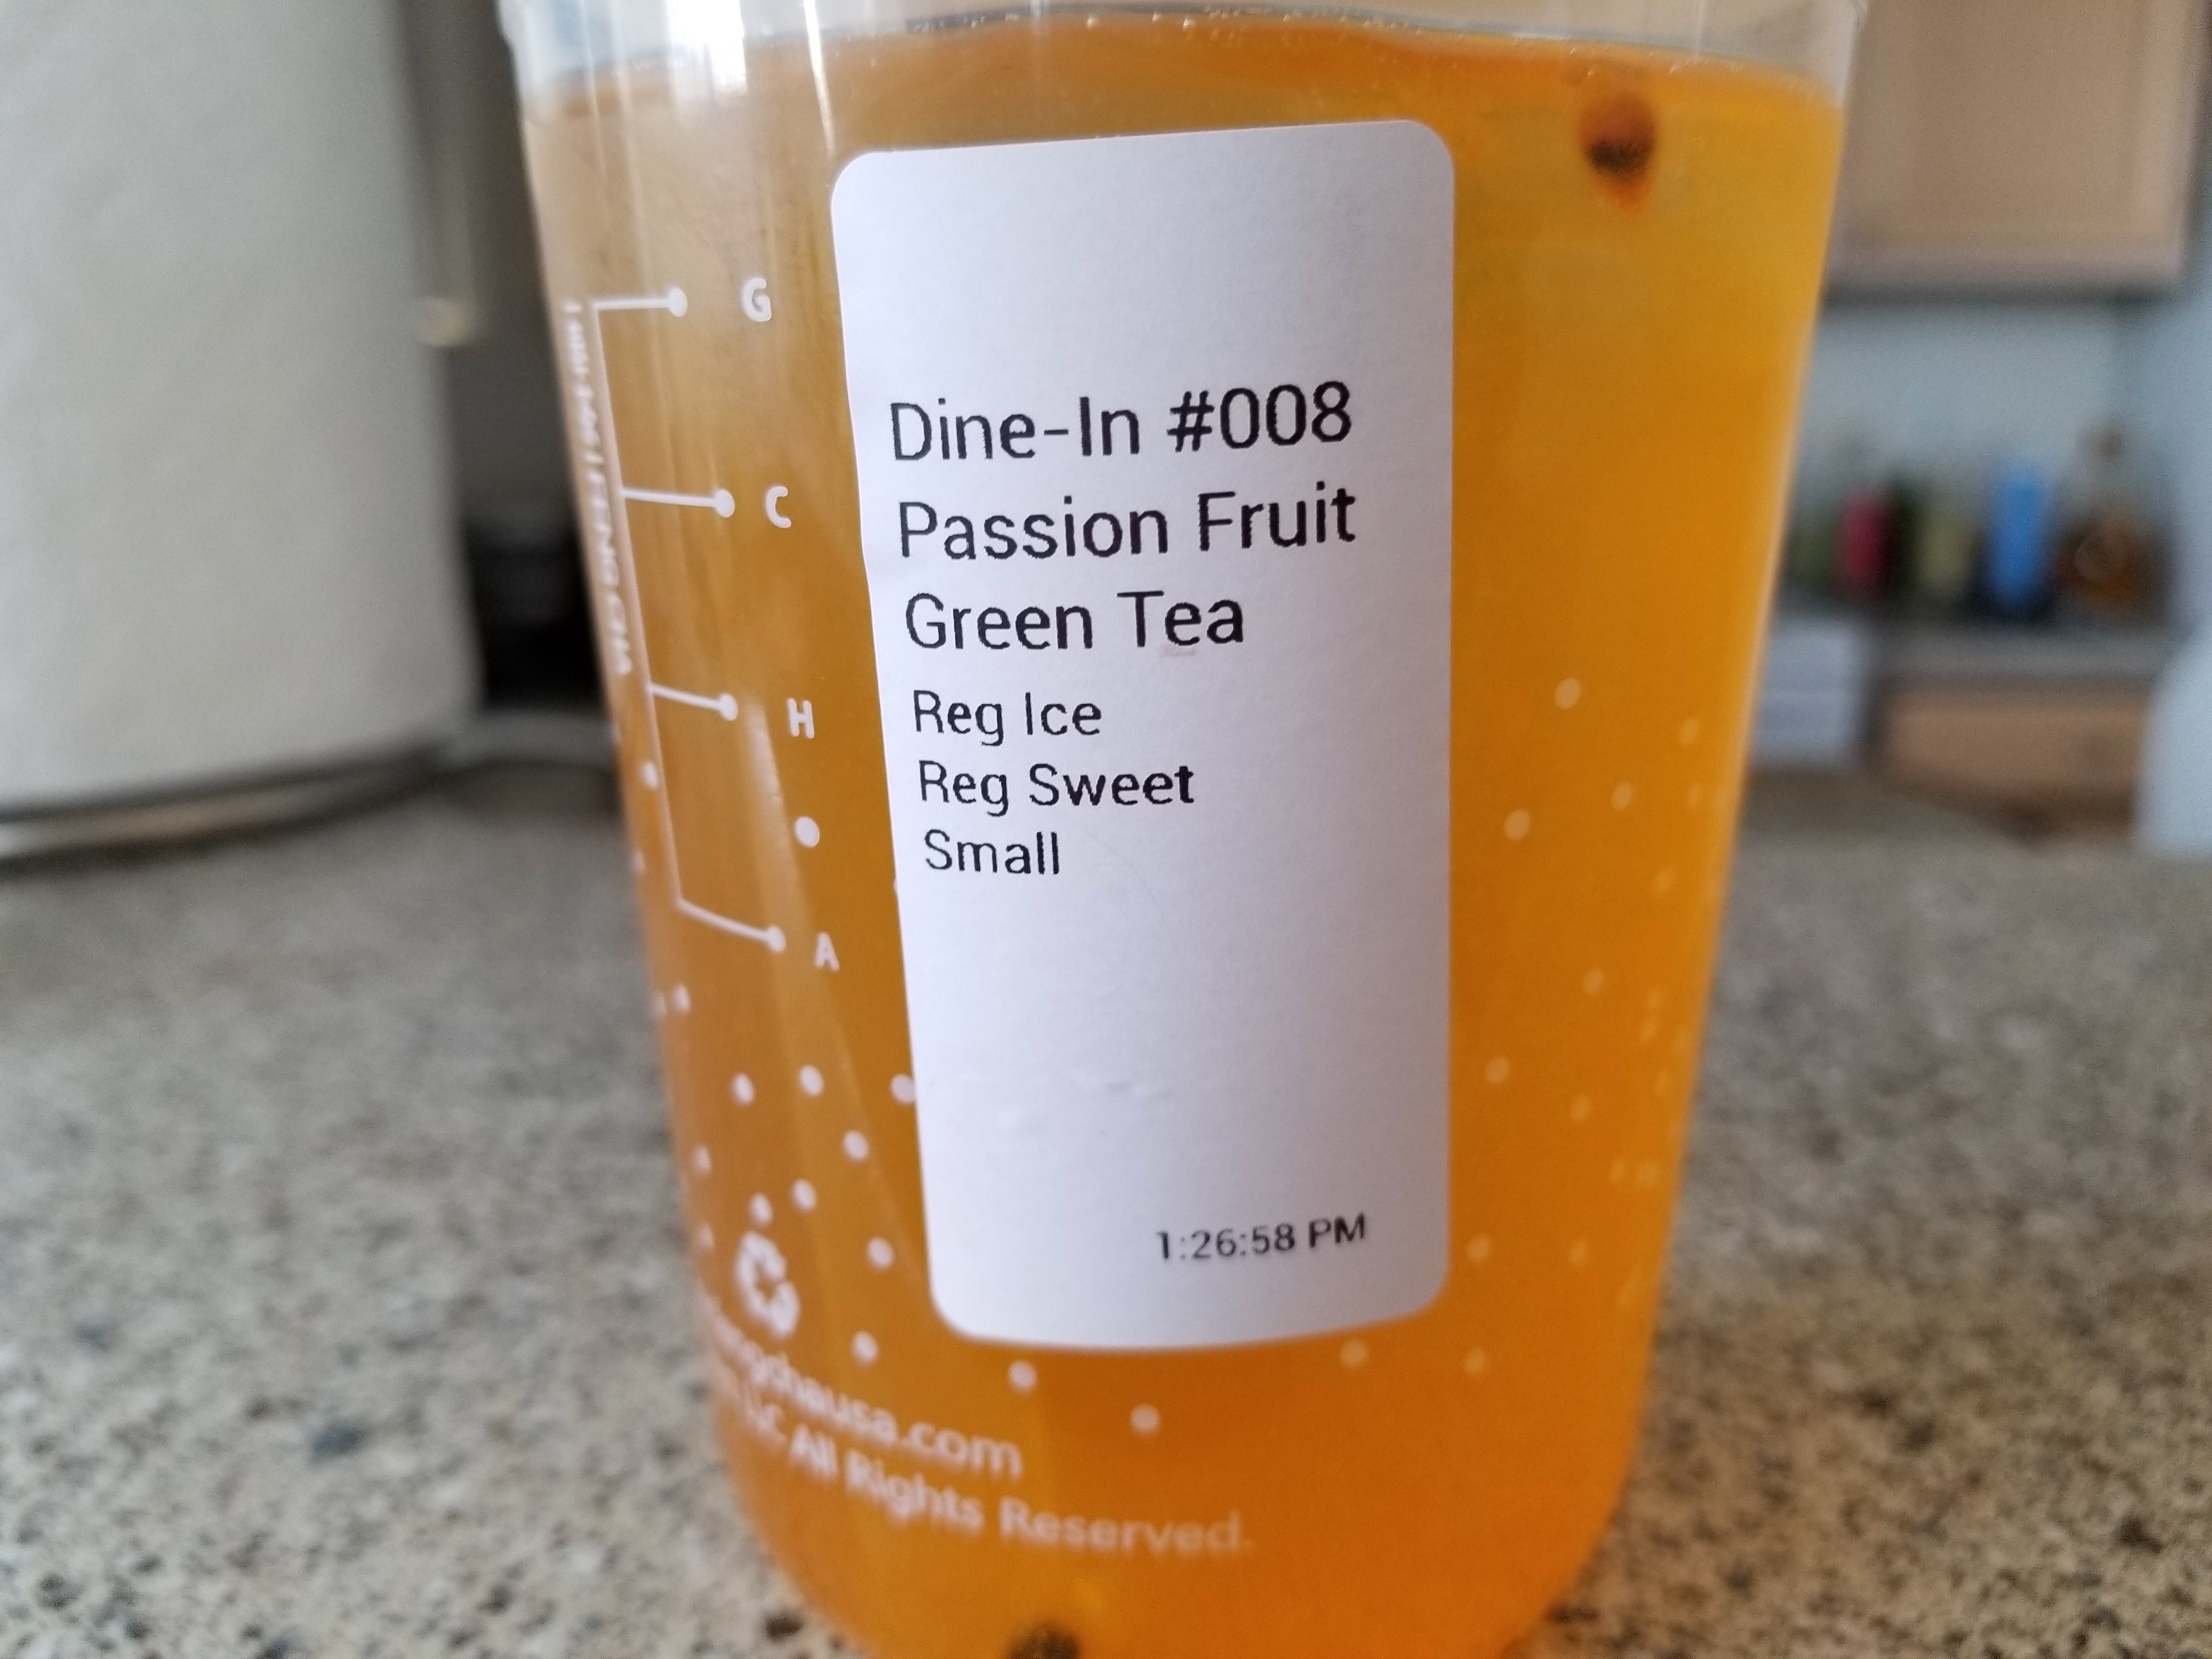 G
C
H
A
Dine-In #008
Passion Fruit
Green Tea
Reg Ice
Reg Sweet
Small
1:26:58 PM
LLC All Rights Reserved.